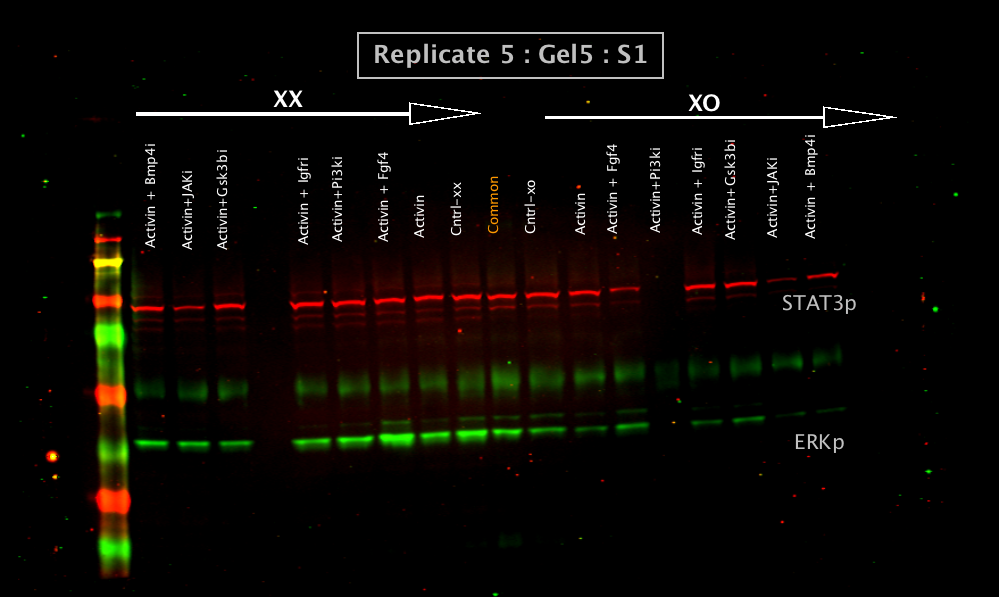 Replicate 5 : Gel5 : S1
XX
XO
Activin + Bmp4i
Activin+JAKi
Activin+Gsk3bi
Activin + Igfri
Activin+Pi3ki
Activin + Fgf4
Activin
Cntrl-xx
Common
Cntrl-xo
Activin
Activin + Fgf4
Activin+Pi3ki
Activin + Igfri
Activin+Gsk3bi
Activin+JAKi
Activin + Bmp4i
STAT3p
ERKp